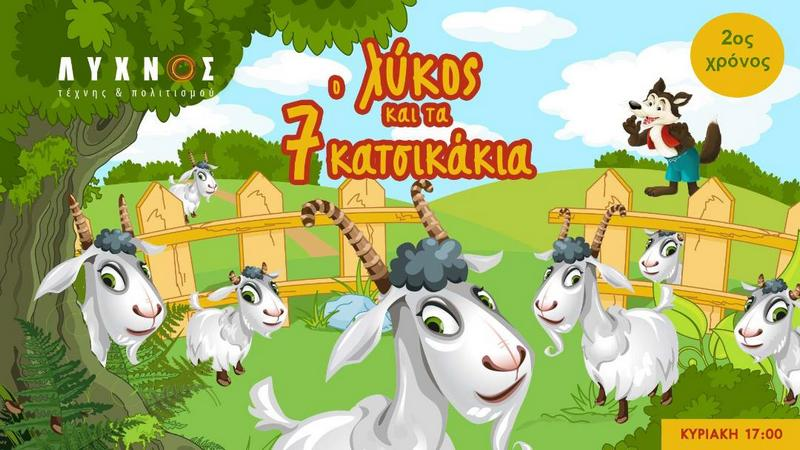 ΛΥΧΝΟΣ
τέχνης & πολιτισμού
ο λύκος
και τα
7 κατσικάκια
2ος
χρόνος
ΚΥΡΙΑΚΗ 17:00